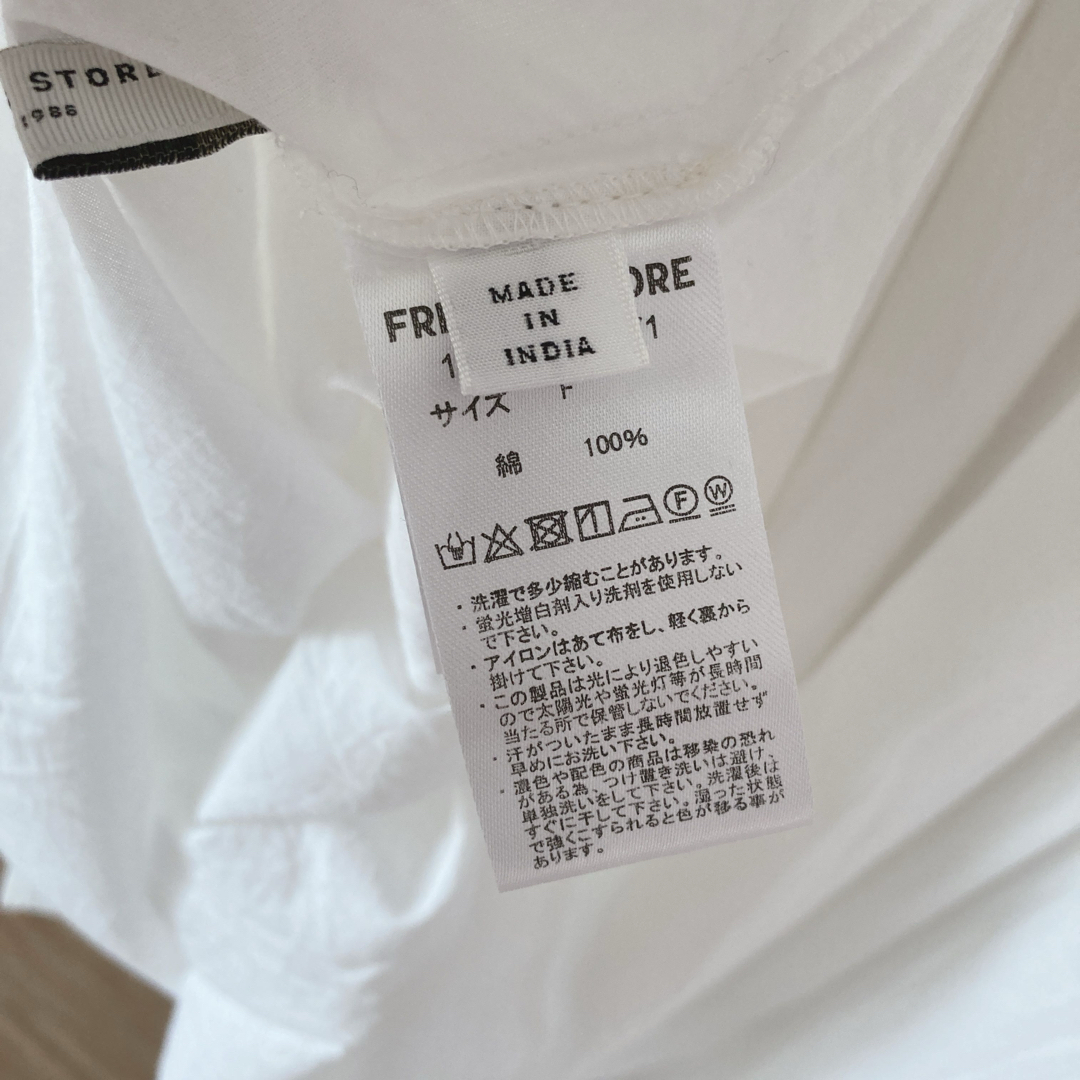 STORE
1988
MADE
IN
INDIA
サイズ F
綿 100%
F W
・洗濯で多少縮むことがあります。
・蛍光増白剤入り洗剤を使用しない
で下さい。
・アイロンはあて布をし、軽く裏から
掛けて下さい。
・この製品は光により退色しやすい
ので太陽光や蛍光灯等が長時間
当たる所で保管しないでください。
・汗がついたまま長時間放置せず
早めにお洗い下さい。
・濃色や配色の商品は移染の恐れ
がある為、つけ置き洗いは避け、
単独洗いをして下さい。洗濯後は
すぐに干して下さい。湿った状態
で強くこすられると色が移る事が
あります。